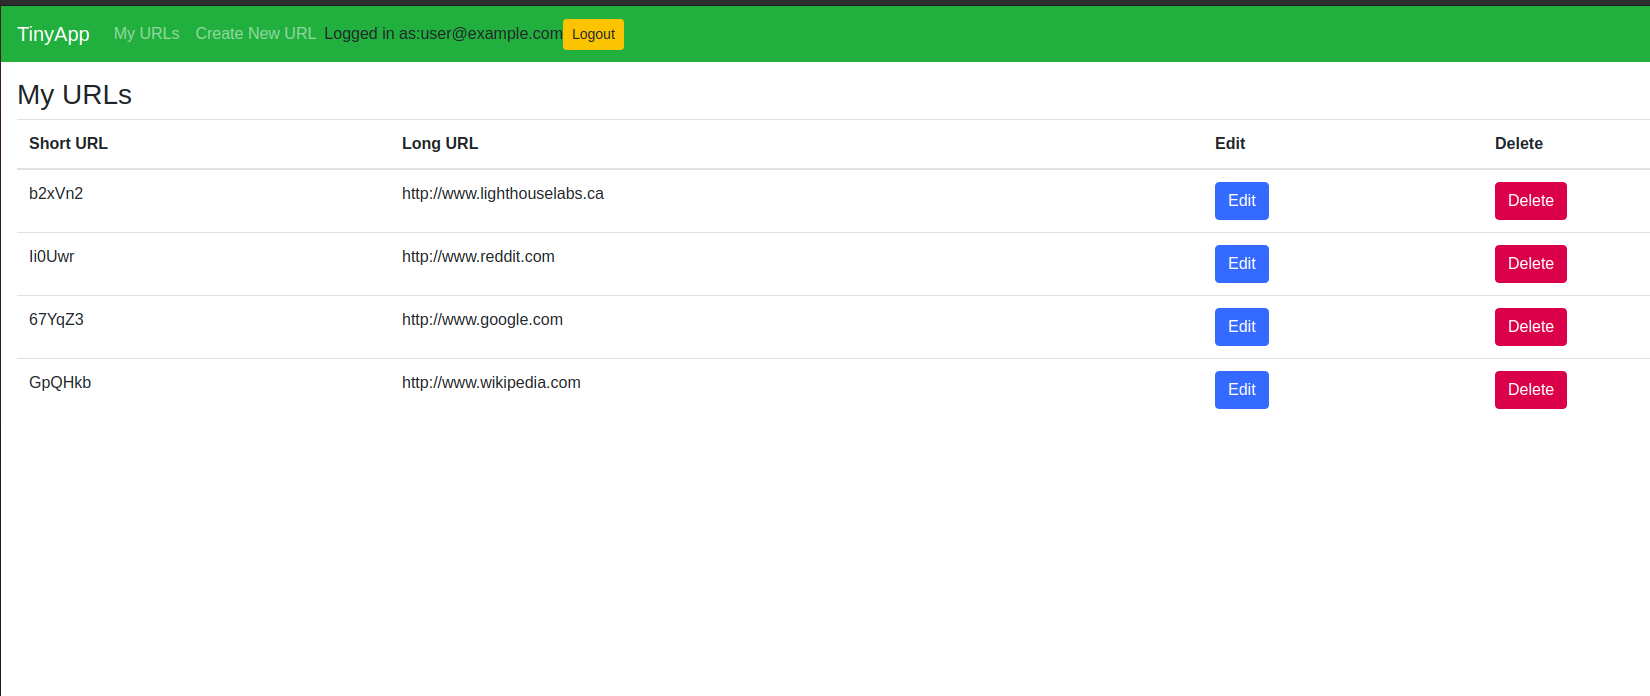 TinyApp My URLs Create New URL Logged in as:user@example.com Logout
My URLs
Short URL Long URL Edit Delete
b2xVn2 http://www.lighthouselabs.ca Edit Delete
Ii0Uwr http://www.reddit.com Edit Delete
67YqZ3 http://www.google.com Edit Delete
GpQHkb http://www.wikipedia.com Edit Delete